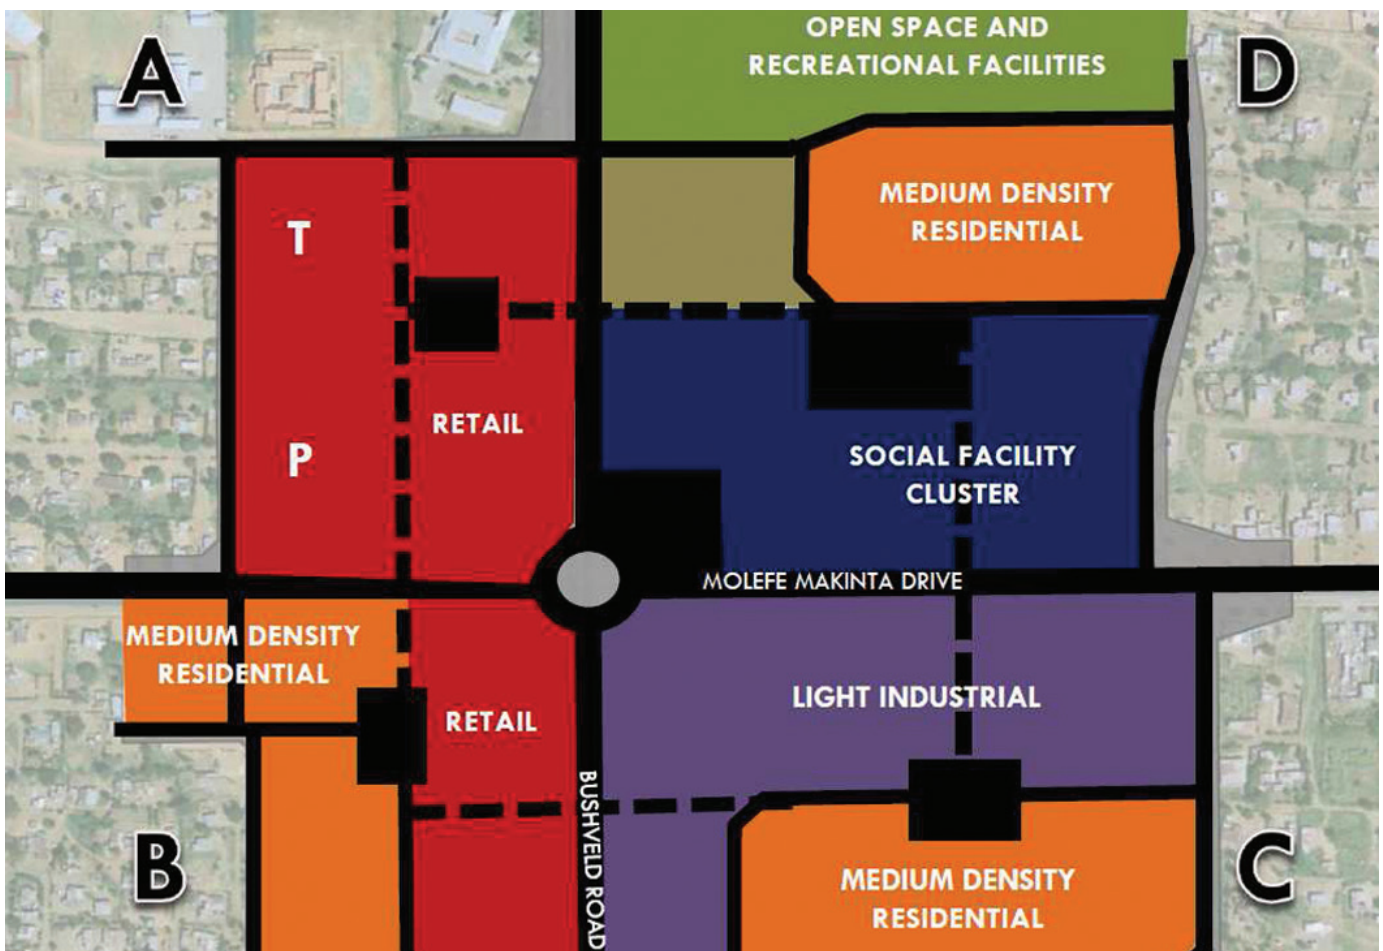 A
OPEN SPACE AND
RECREATIONAL FACILITIES
D
MEDIUM DENSITY
RESIDENTIAL
T
RETAIL
P
SOCIAL FACILITY
CLUSTER
MOLEFE MAKINTA DRIVE
MEDIUM DENSITY
RESIDENTIAL
RETAIL
LIGHT INDUSTRIAL
BUSHVELD ROAD
B
MEDIUM DENSITY
RESIDENTIAL
C